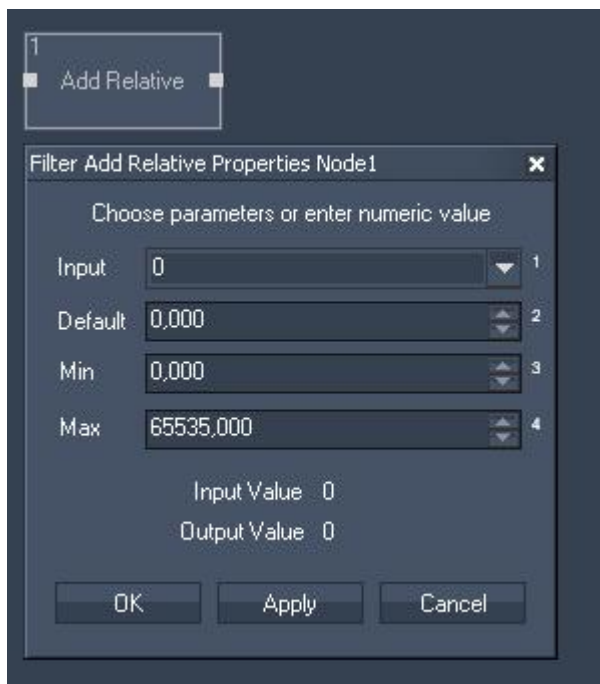 1
Add Relative
Filter Add Relative Properties Node1
Choose parameters or enter numeric value
Input 0 1
Default 0,000 2
Min 0,000 3
Max 65535,000 4
Input Value 0
Output Value 0
OK Apply Cancel